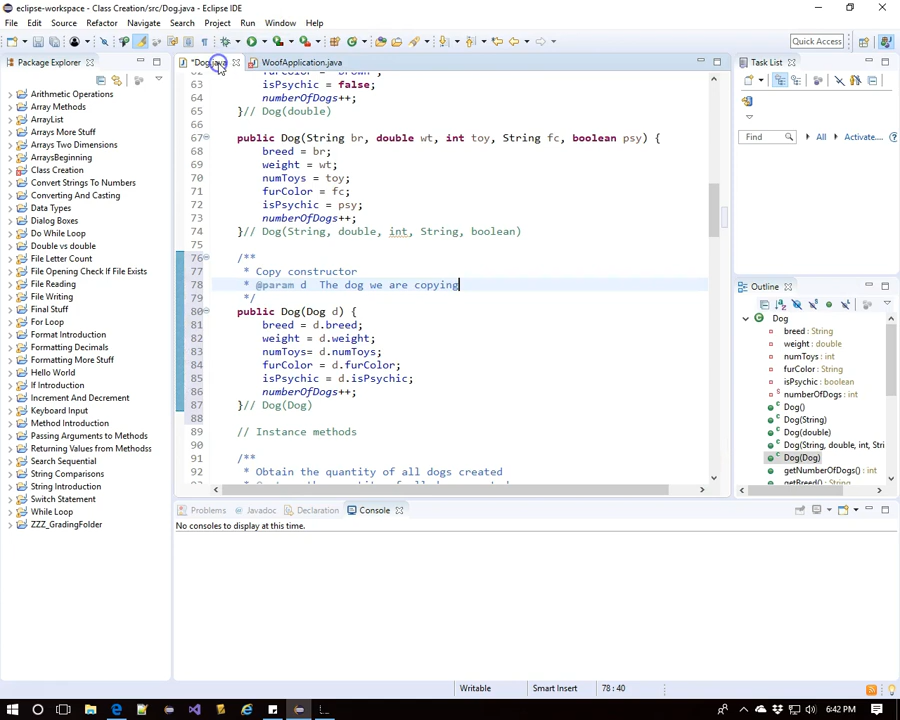 eclipse-workspace - Class Creation/src/Dog.java - Eclipse IDE
File Edit Source Refactor Navigate Search Project Run Window Help
Quick Access
Package Explorer
*Dog.java
WoofApplication.java
Task List
Arithmetic Operations
Array Methods
ArrayList
Arrays More Stuff
Arrays Two Dimensions
ArraysBeginning
Class Creation
Convert Strings To Numbers
Converting And Casting
Data Types
Dialog Boxes
Do While Loop
Double vs double
File Letter Count
File Opening Check If File Exists
File Reading
File Writing
Final Stuff
For Loop
Format Introduction
Formatting Decimals
Formatting More Stuff
Hello World
If Introduction
Increment And Decrement
Keyboard Input
Method Introduction
Passing Arguments to Methods
Returning Values from Methods
Search Sequential
String Comparisons
String Introduction
Switch Statement
While Loop
ZZZ_GradingFolder
63 isPsychic = false;
64 numberOfDogs++;
65 }// Dog(double)
66
67 public Dog(String br, double wt, int toy, String fc, boolean psy) {
68 breed = br;
69 weight = wt;
70 numToys = toy;
71 furColor = fc;
72 isPsychic = psy;
73 numberOfDogs++;
74 }// Dog(String, double, int, String, boolean)
75
76 /**
77 * Copy constructor
78 * @param d  The dog we are copying
79 */
80 public Dog(Dog d) {
81 breed = d.breed;
82 weight = d.weight;
83 numToys= d.numToys;
84 furColor = d.furColor;
85 isPsychic = d.isPsychic;
86 numberOfDogs++;
87 }// Dog(Dog)
88
89 // Instance methods
90
91 /**
92 * Obtain the quantity of all dogs created
Find
All
Activate...
Outline
Dog
breed : String
weight : double
numToys : int
furColor : String
isPsychic : boolean
numberOfDogs : int
Dog()
Dog(String)
Dog(double)
Dog(String, double, int, Stri
Dog(Dog)
getNumberOfDogs() : int
getBreed() : String
Problems
Javadoc
Declaration
Console
No consoles to display at this time.
Writable
Smart Insert
78 : 40
6:42 PM